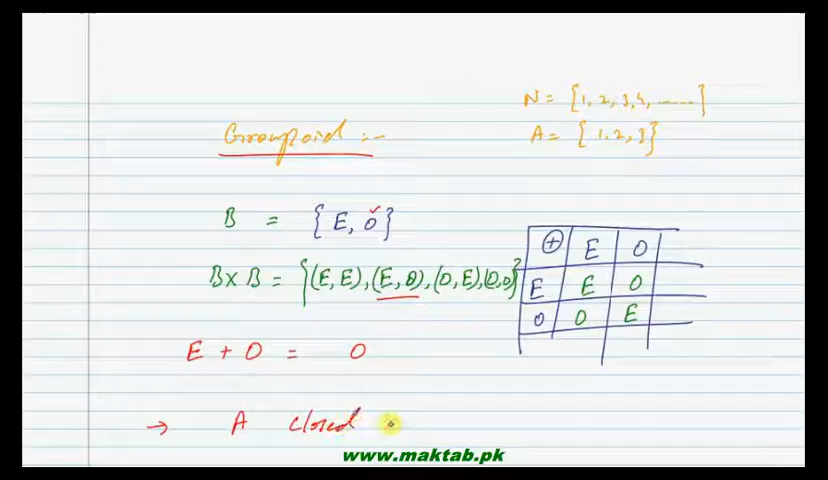 N = {1, 2, 3, 4, ......}
A = {1, 2, 3}
Groupoid :-
B = {E, O}
B x B = {(E, E), (E, O), (O, E), (O, O)}
⊕ E O
E E O
O O E
E + O = O
→ A closed
www.maktab.pk